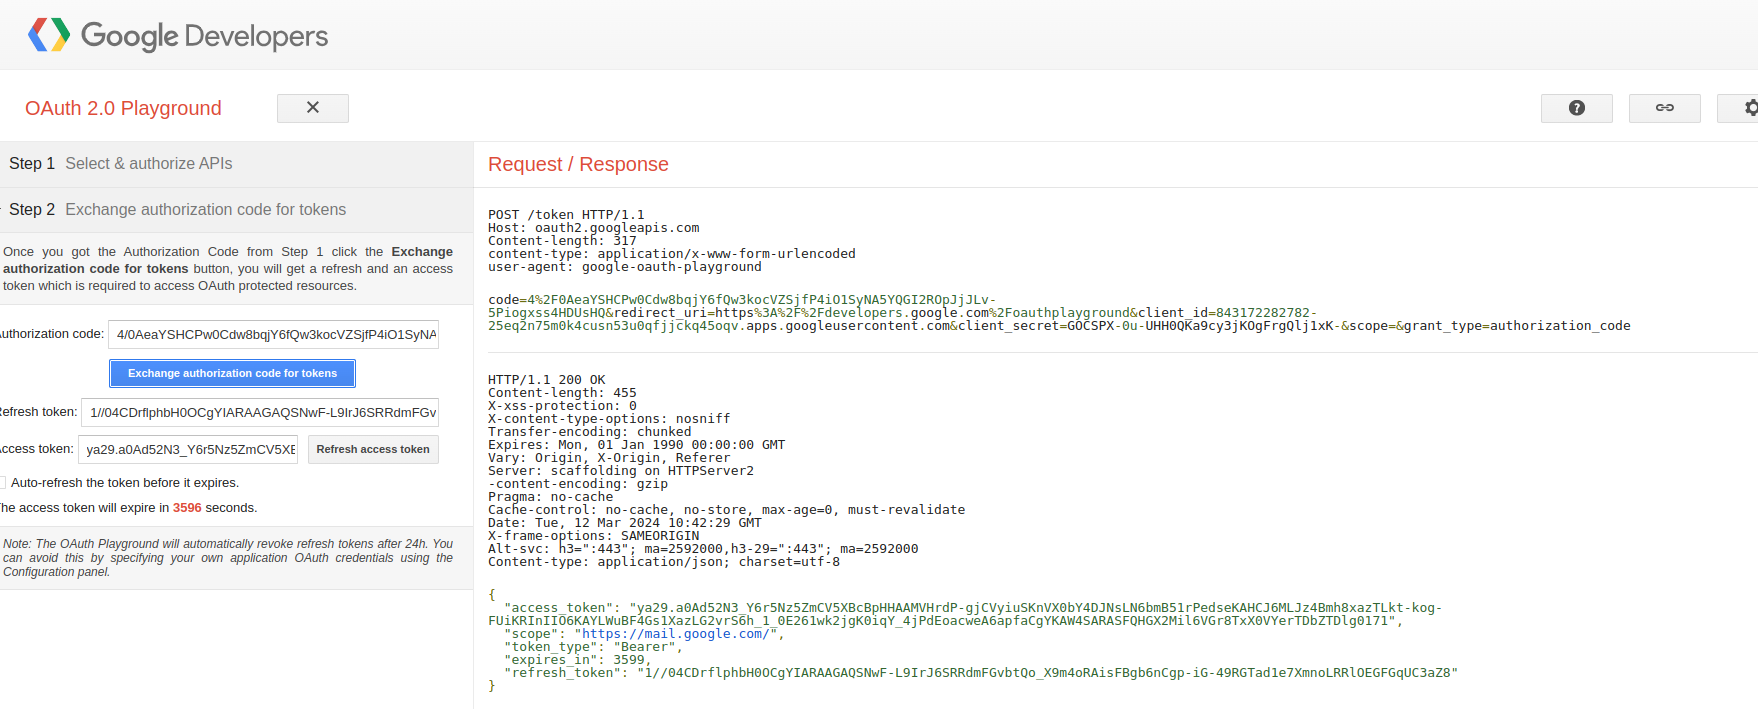 Google Developers
OAuth 2.0 Playground
Step 1 Select & authorize APIs
Step 2 Exchange authorization code for tokens
Once you got the Authorization Code from Step 1 click the Exchange
authorization code for tokens button, you will get a refresh and an access
token which is required to access OAuth protected resources.
uthorization code: 4/0AeaYSHCPw0Cdw8bqjY6fQw3kocVZSjfP4iO1SyNA
Exchange authorization code for tokens
Refresh token: 1//04CDrflphbH0OCgYIARAAGAQSNwF-L9IrJ6SRRdmFGv
ccess token: ya29.a0Ad52N3_Y6r5Nz5ZmCV5XB Refresh access token
Auto-refresh the token before it expires.
he access token will expire in 3596 seconds.
Note: The OAuth Playground will automatically revoke refresh tokens after 24h. You
can avoid this by specifying your own application OAuth credentials using the
Configuration panel.
Request / Response
POST /token HTTP/1.1
Host: oauth2.googleapis.com
Content-length: 317
content-type: application/x-www-form-urlencoded
user-agent: google-oauth-playground
code=4%2F0AeaYSHCPw0Cdw8bqjY6fQw3kocVZSjfP4iO1SyNA5YQGI2ROpJjJLv-
5Piogxss4HDUsHQ&redirect_uri=https%3A%2F%2Fdevelopers.google.com%2Foauthplayground&client_id=843172282782-
25eq2n75m0k4cusn53u0qfjjckq45oqv.apps.googleusercontent.com&client_secret=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&scope=&grant_type=authorization_code
HTTP/1.1 200 OK
Content-length: 455
X-xss-protection: 0
X-content-type-options: nosniff
Transfer-encoding: chunked
Expires: Mon, 01 Jan 1990 00:00:00 GMT
Vary: Origin, X-Origin, Referer
Server: scaffolding on HTTPServer2
-content-encoding: gzip
Pragma: no-cache
Cache-control: no-cache, no-store, max-age=0, must-revalidate
Date: Tue, 12 Mar 2024 10:42:29 GMT
X-frame-options: SAMEORIGIN
Alt-svc: h3=":443"; ma=2592000,h3-29=":443"; ma=2592000
Content-type: application/json; charset=utf-8
{
"access_token": "ya29.a0Ad52N3_Y6r5Nz5ZmCV5XBcBpHHAAMVHrdP-gjCVyiuSKnVX0bY4DJNsLN6bmB51rPedseKAHCJ6MLJz4Bmh8xazTLkt-kog-
FUiKRInIIO6KAYLWuBF4Gs1XazLG2vrS6h_1_0E261wk2jgK0iqY_4jPdEoacweA6apfaCgYKAW4SARASFQHGX2Mil6VGr8TxX0VYerTDbZTDlg0171",
"scope": "https://mail.google.com/",
"token_type": "Bearer",
"expires_in": 3599,
"refresh_token": "1//04CDrflphbH0OCgYIARAAGAQSNwF-L9IrJ6SRRdmFGvbtQo_X9m4oRAisFBgb6nCgp-iG-49RGTad1e7XmnoLRRlOEGFGqUC3aZ8"
}